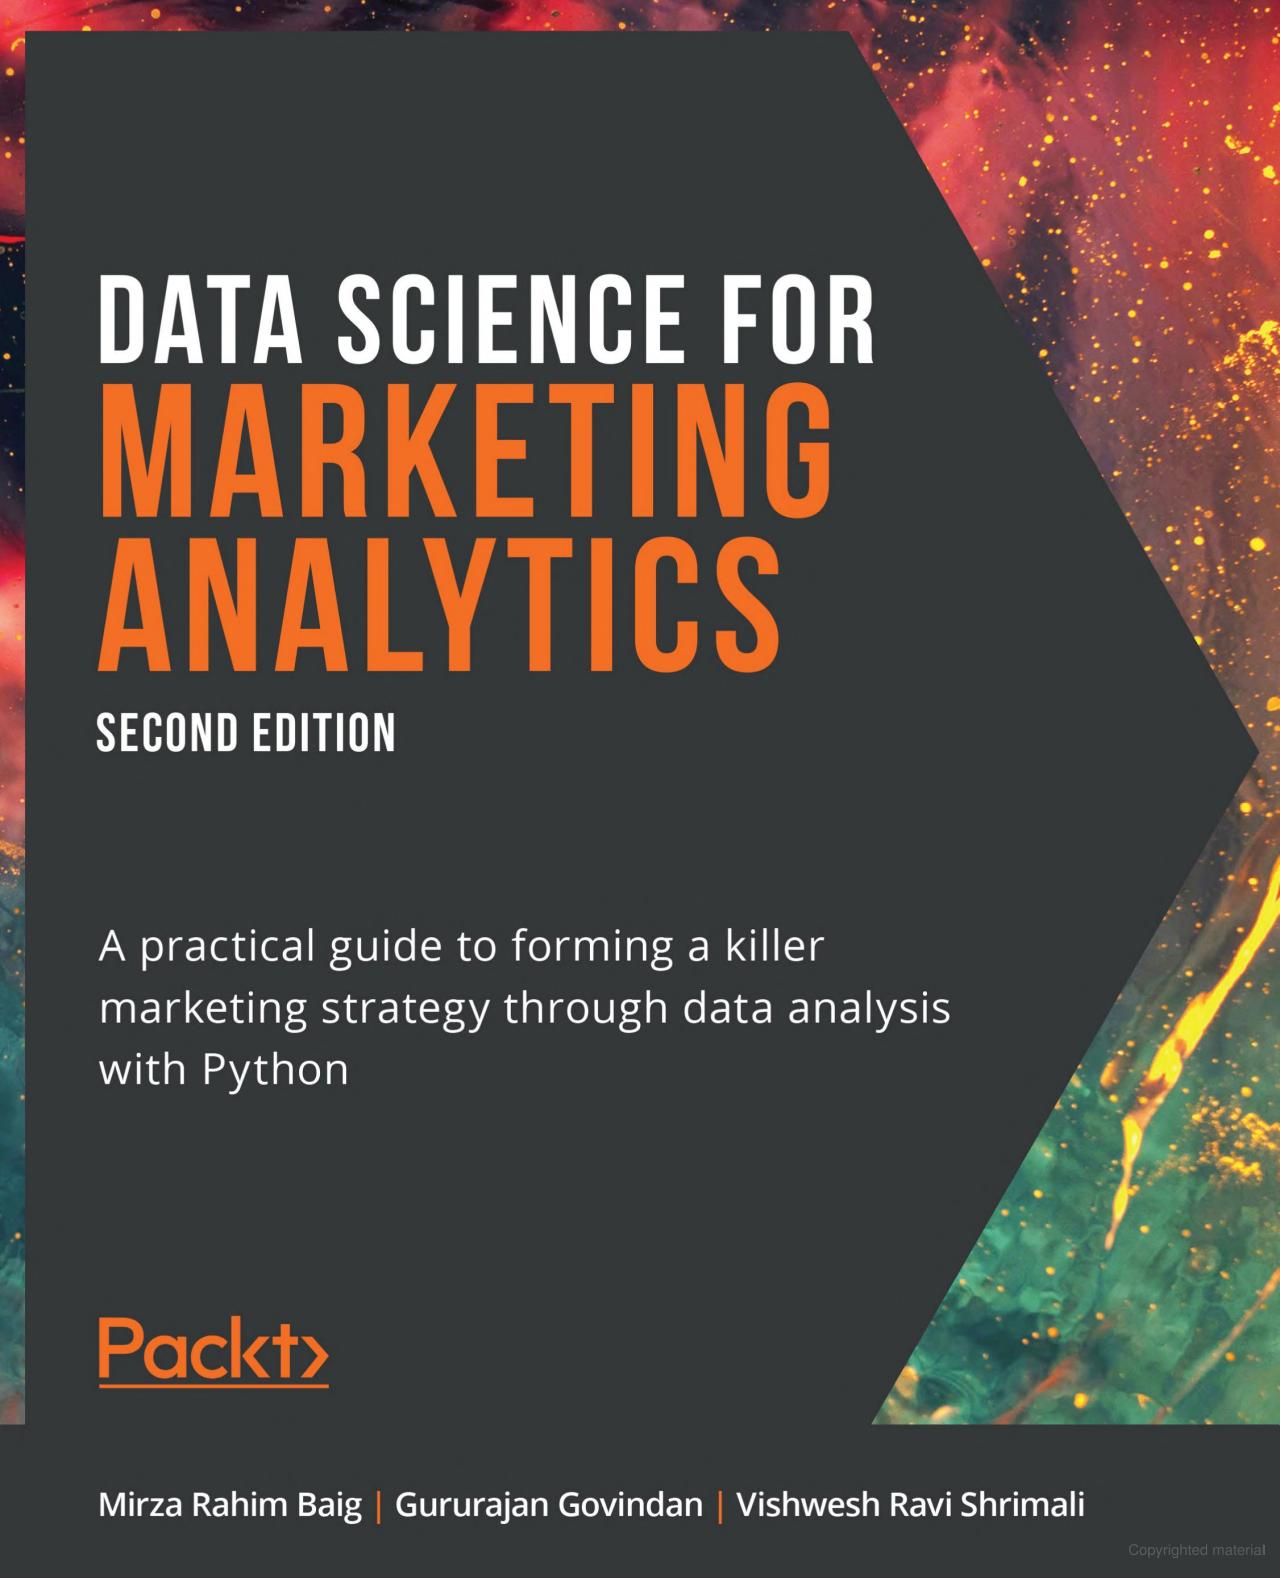 DATA SCIENCE FOR
MARKETING
ANALYTICS
SECOND EDITION
A practical guide to forming a killer
marketing strategy through data analysis
with Python
Packt>
Mirza Rahim Baig | Gururajan Govindan | Vishwesh Ravi Shrimali
Copyrighted material